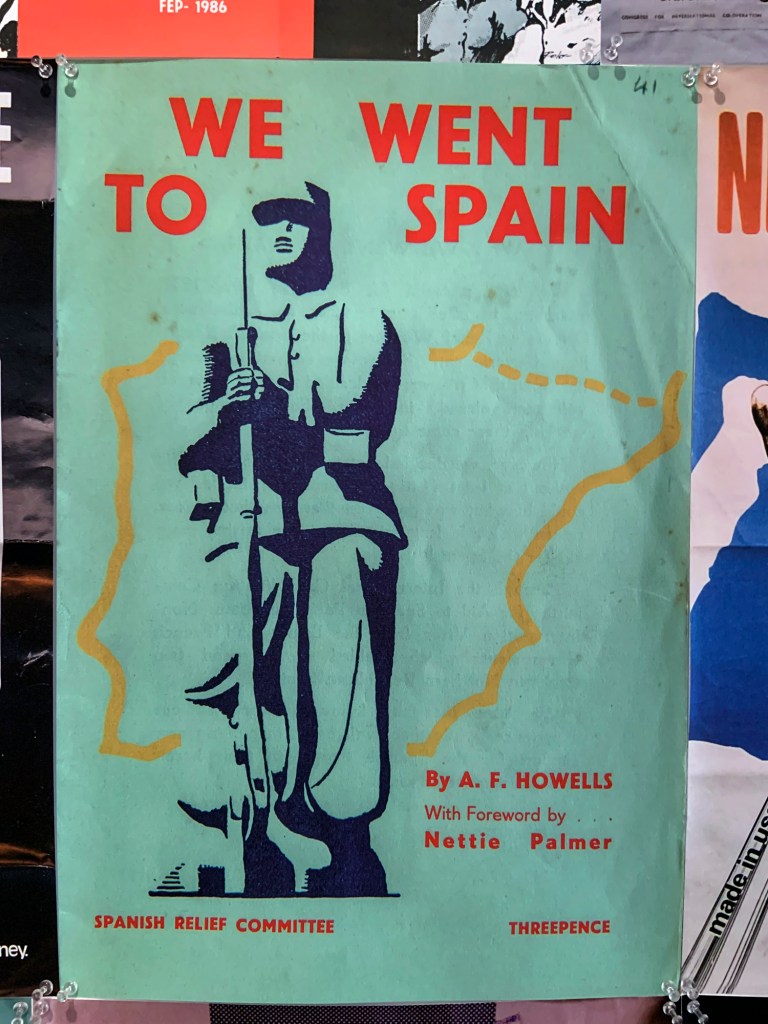 FEP- 1986
41
WE WENT
TO SPAIN
By A. F. HOWELLS
With Foreword by . . .
Nettie Palmer
SPANISH RELIEF COMMITTEE THREEPENCE
made in us
ney.